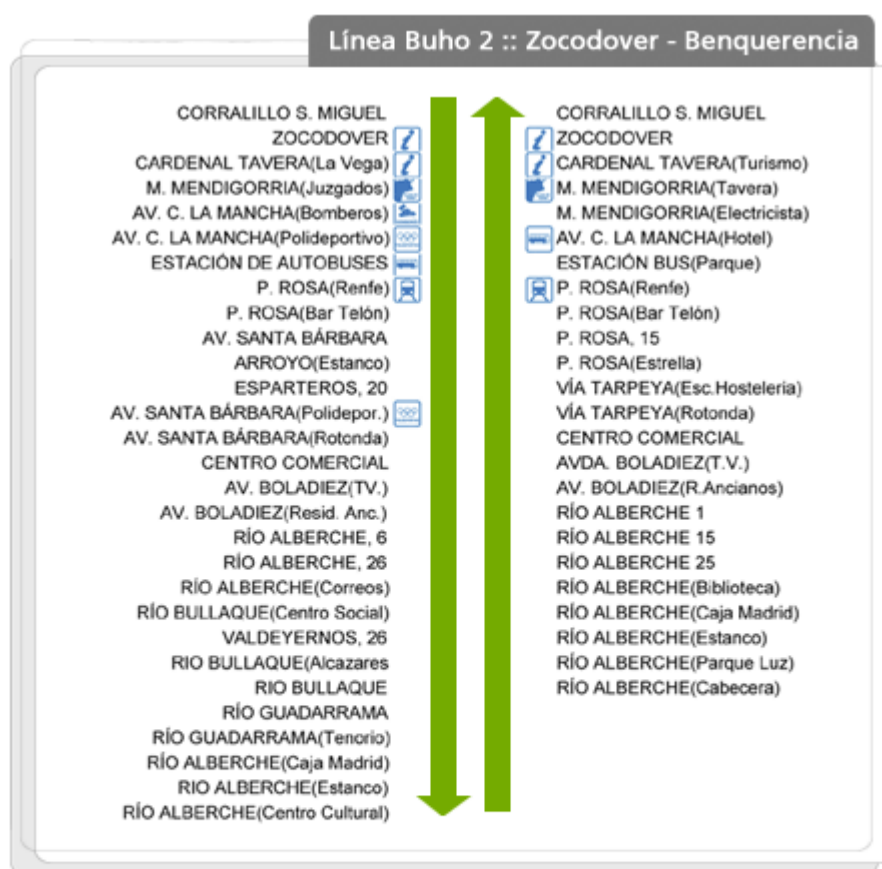 Línea Buho 2 :: Zocodover - Benquerencia
CORRALILLO S. MIGUEL
ZOCODOVER
CARDENAL TAVERA(La Vega)
M. MENDIGORRIA(Juzgados)
AV. C. LA MANCHA(Bomberos)
AV. C. LA MANCHA(Polideportivo)
ESTACIÓN DE AUTOBUSES
P. ROSA(Renfe)
P. ROSA(Bar Telón)
AV. SANTA BÁRBARA
ARROYO(Estanco)
ESPARTEROS, 20
AV. SANTA BÁRBARA(Polidepor.)
AV. SANTA BÁRBARA(Rotonda)
CENTRO COMERCIAL
AV. BOLADIEZ(TV.)
AV. BOLADIEZ(Resid. Anc.)
RÍO ALBERCHE, 6
RÍO ALBERCHE, 26
RÍO ALBERCHE(Correos)
RÍO BULLAQUE(Centro Social)
VALDEYERNOS, 26
RIO BULLAQUE(Alcazares
RIO BULLAQUE
RÍO GUADARRAMA
RÍO GUADARRAMA(Tenorio)
RÍO ALBERCHE(Caja Madrid)
RIO ALBERCHE(Estanco)
RÍO ALBERCHE(Centro Cultural)
CORRALILLO S. MIGUEL
ZOCODOVER
CARDENAL TAVERA(Turismo)
M. MENDIGORRIA(Tavera)
M. MENDIGORRIA(Electricista)
AV. C. LA MANCHA(Hotel)
ESTACIÓN BUS(Parque)
P. ROSA(Renfe)
P. ROSA(Bar Telón)
P. ROSA, 15
P. ROSA(Estrella)
VÍA TARPEYA(Esc.Hosteleria)
VÍA TARPEYA(Rotonda)
CENTRO COMERCIAL
AVDA. BOLADIEZ(T.V.)
AV. BOLADIEZ(R.Ancianos)
RÍO ALBERCHE 1
RÍO ALBERCHE 15
RÍO ALBERCHE 25
RÍO ALBERCHE(Biblioteca)
RÍO ALBERCHE(Caja Madrid)
RÍO ALBERCHE(Estanco)
RÍO ALBERCHE(Parque Luz)
RÍO ALBERCHE(Cabecera)